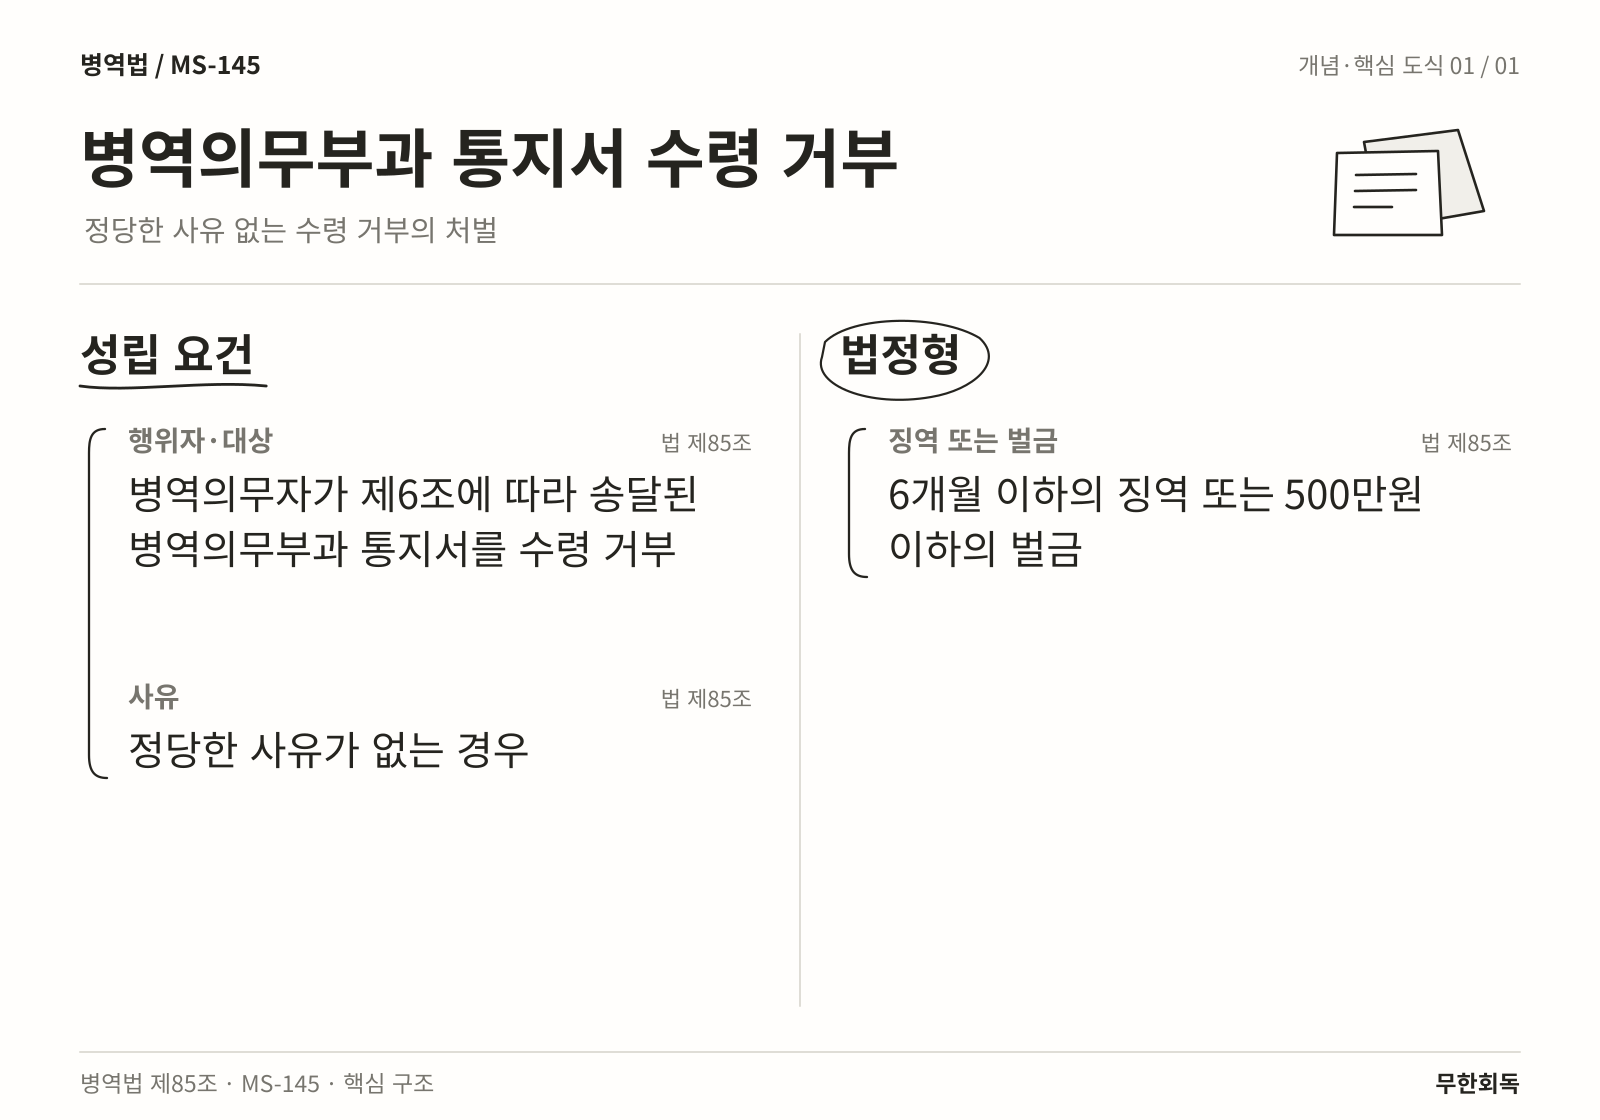 병역법 / MS-145
개념·핵심 도식 01 / 01
병역의무부과 통지서 수령 거부
정당한 사유 없는 수령 거부의 처벌
성립 요건
행위자·대상
법 제85조
병역의무자가 제6조에 따라 송달된
병역의무부과 통지서를 수령 거부
사유
법 제85조
정당한 사유가 없는 경우
법정형
징역 또는 벌금
법 제85조
6개월 이하의 징역 또는 500만원
이하의 벌금
병역법 제85조 · MS-145 · 핵심 구조
무한회독